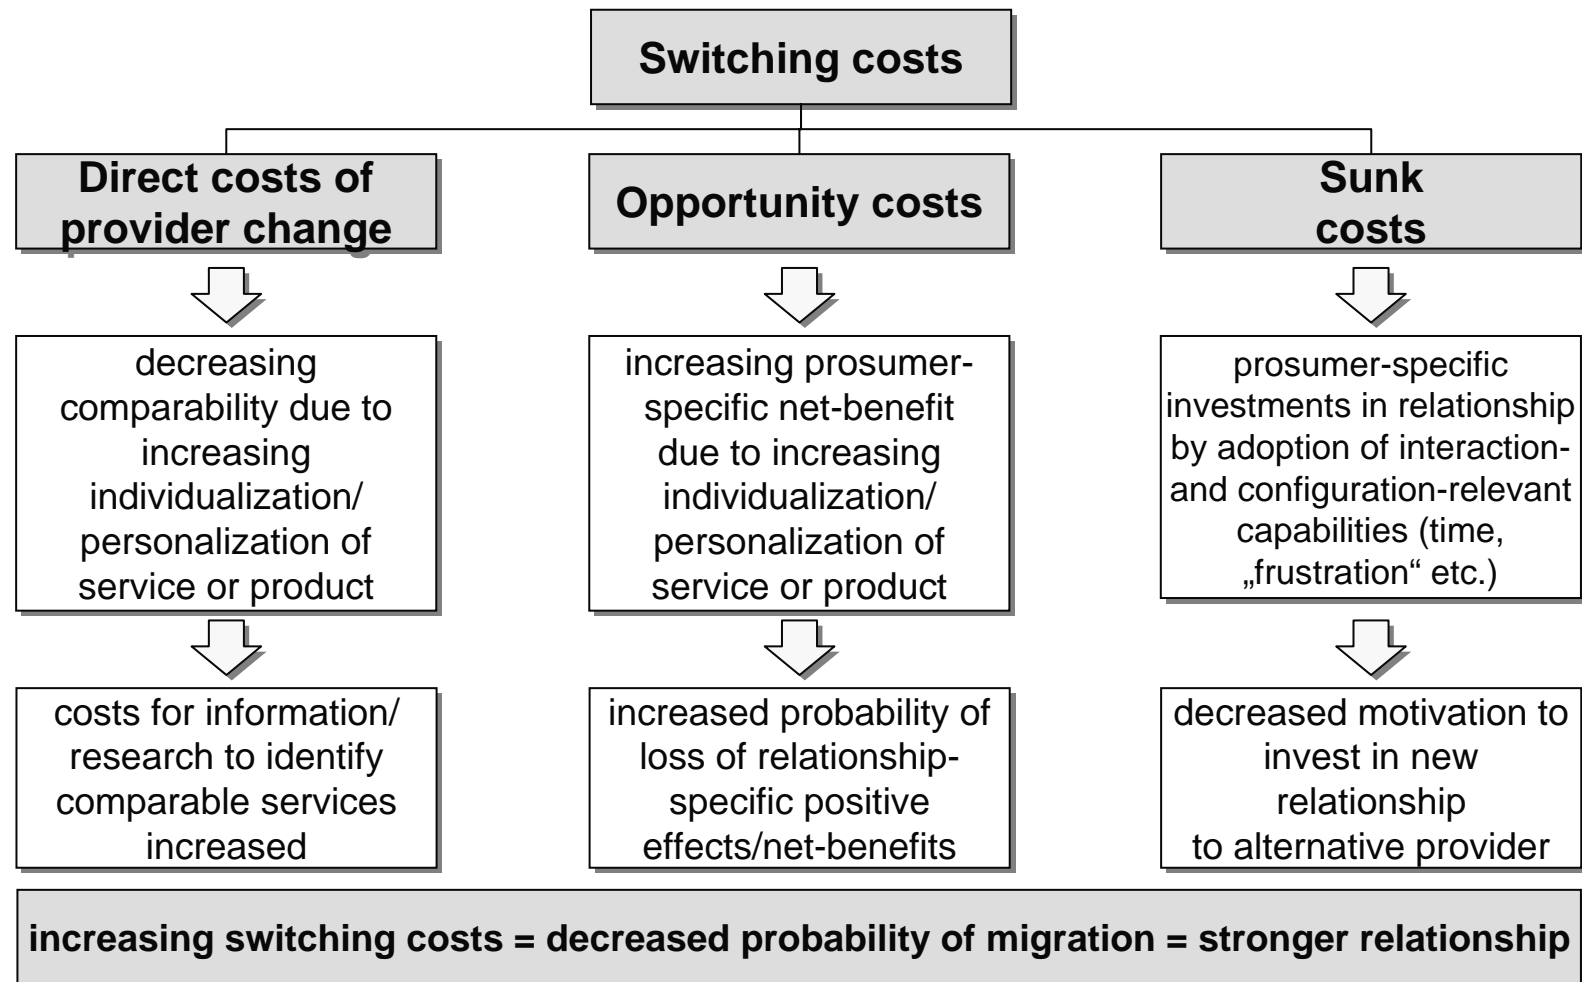 Switching costs
Direct costs of
provider change
Opportunity costs
Sunk
costs
decreasing
comparability due to
increasing
individualization/
personalization of
service or product
increasing prosumer-
specific net-benefit
due to increasing
individualization/
personalization of
service or product
prosumer-specific
investments in relationship
by adoption of interaction-
and configuration-relevant
capabilities (time,
„frustration“ etc.)
costs for information/
research to identify
comparable services
increased
increased probability of
loss of relationship-
specific positive
effects/net-benefits
decreased motivation to
invest in new
relationship
to alternative provider
increasing switching costs = decreased probability of migration = stronger relationship